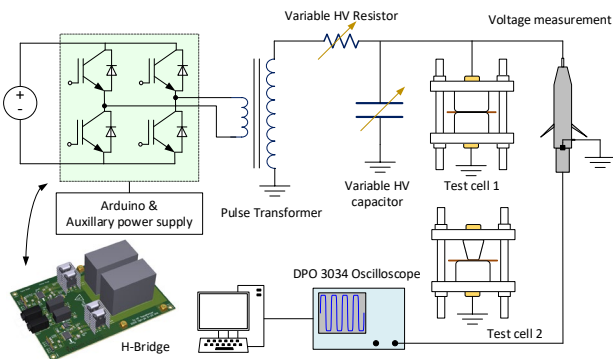 Variable HV Resistor
Voltage measurement
+
-
Arduino &
Auxillary power supply
Pulse Transformer
Variable HV
capacitor
Test cell 1
DPO 3034 Oscilloscope
H-Bridge
Test cell 2